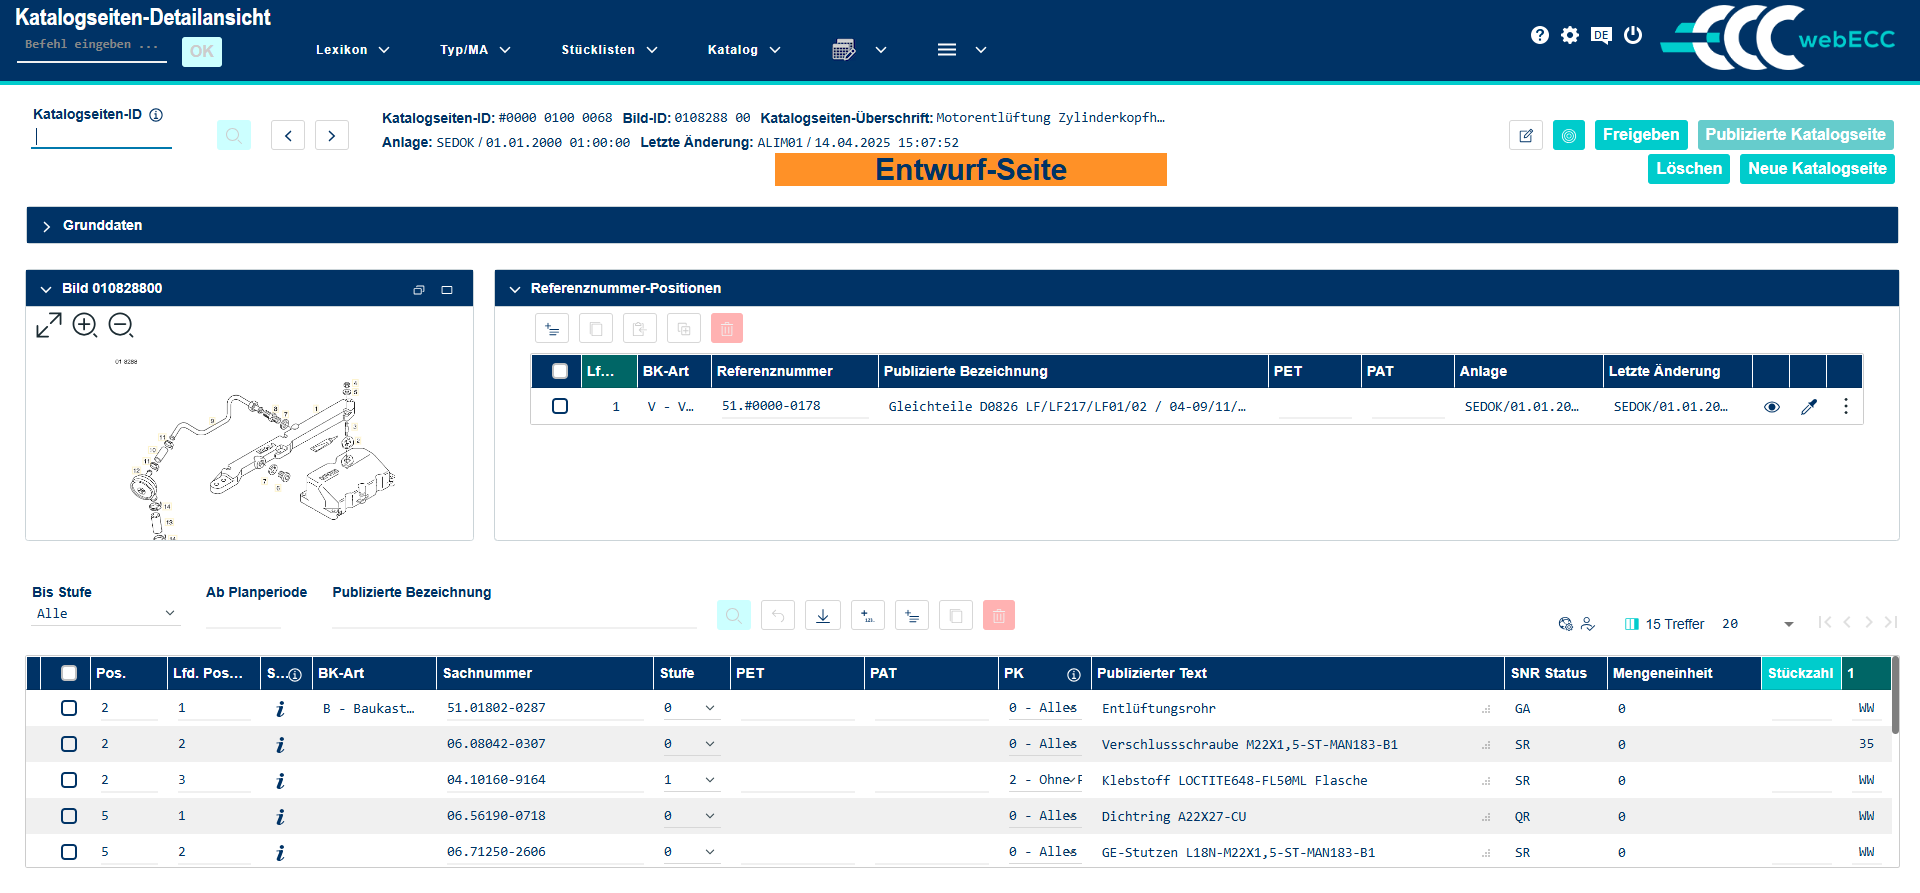 Katalogseiten-Detailansicht
Befehl eingeben ...
OK
Lexikon
Typ/MA
Stücklisten
Katalog
DE
webECC
Katalogseiten-ID
Katalogseiten-ID: #0000 0100 0068 Bild-ID: 0108288 00 Katalogseiten-Überschrift: Motorentlüftung Zylinderkopfh…
Anlage: SEDOK / 01.01.2000 01:00:00 Letzte Änderung: ALIM01 / 14.04.2025 15:07:52
Entwurf-Seite
Freigeben
Publizierte Katalogseite
Löschen
Neue Katalogseite
Grunddaten
Bild 010828800
01 8288
Referenznummer-Positionen
Lf... BK-Art Referenznummer Publizierte Bezeichnung PET PAT Anlage Letzte Änderung
1 V - V… 51.#0000-0178 Gleichteile D0826 LF/LF217/LF01/02 / 04-09/11/… SEDOK/01.01.20… SEDOK/01.01.20…
Bis Stufe
Alle
Ab Planperiode
Publizierte Bezeichnung
15 Treffer 20
Pos. Lfd. Pos... S... BK-Art Sachnummer Stufe PET PAT PK Publizierter Text SNR Status Mengeneinheit Stückzahl 1
2 1 i B - Baukast… 51.01802-0287 0 0 - Alles Entlüftungsrohr GA 0 WW
2 2 i 06.08042-0307 0 0 - Alles Verschlussschraube M22X1,5-ST-MAN183-B1 SR 0 35
2 3 i 04.10160-9164 1 2 - Ohne P Klebstoff LOCTITE648-FL50ML Flasche SR 0 WW
5 1 i 06.56190-0718 0 0 - Alles Dichtring A22X27-CU QR 0 WW
5 2 i 06.71250-2606 0 0 - Alles GE-Stutzen L18N-M22X1,5-ST-MAN183-B1 SR 0 WW